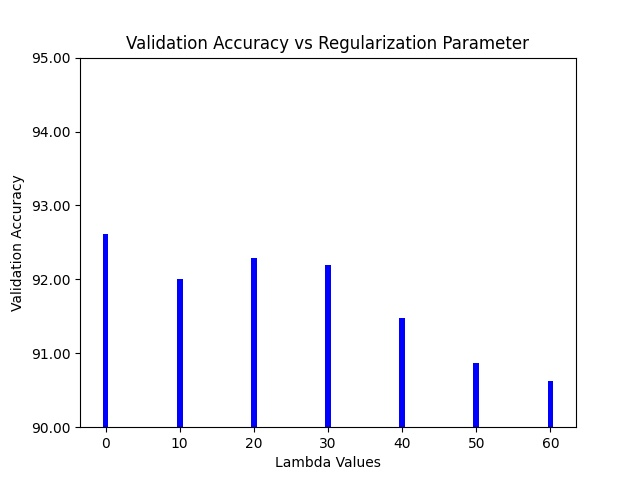 Validation Accuracy vs Regularization Parameter
95.00
94.00
93.00
92.00
91.00
90.00
Validation Accuracy
0 10 20 30 40 50 60
Lambda Values